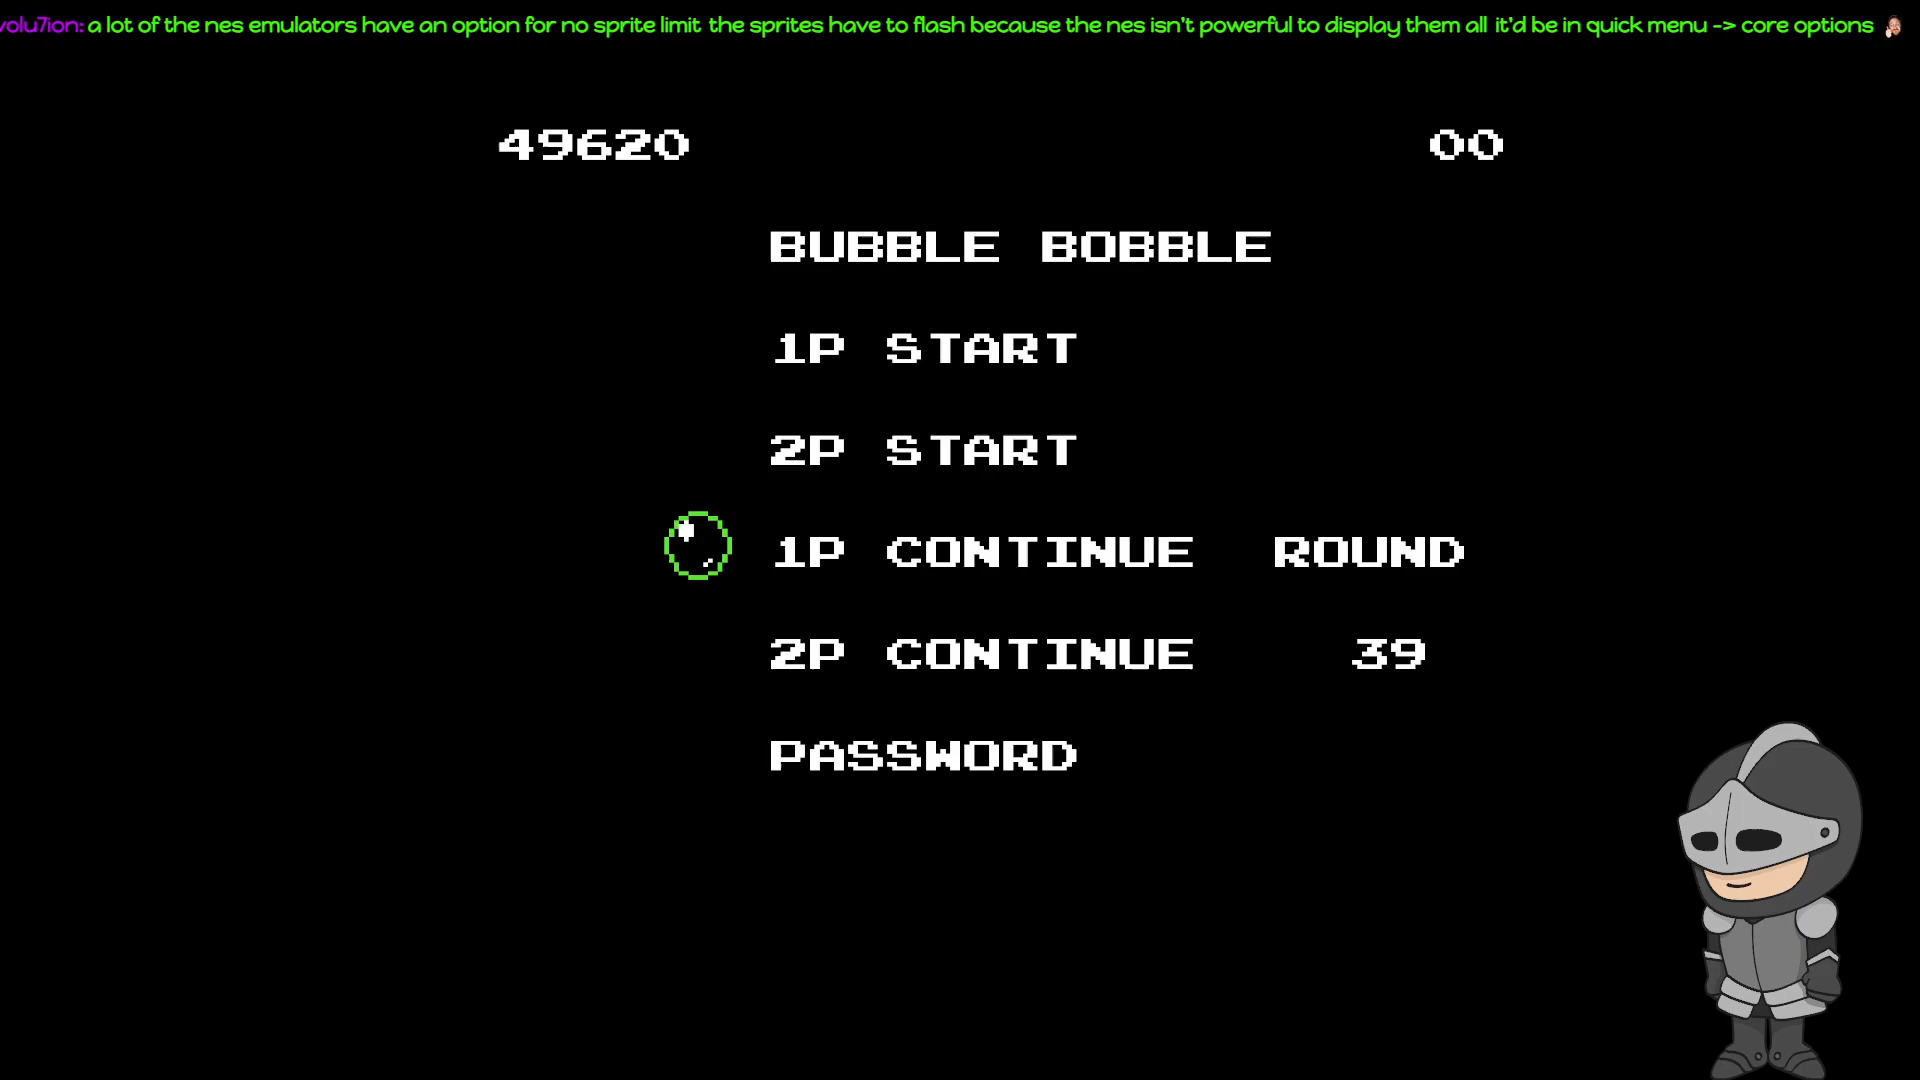 volu7ion: a lot of the nes emulators have an option for no sprite limit the sprites have to flash because the nes isn't powerful to display them all it'd be in quick menu -> core options
49620 00
BUBBLE BOBBLE
1P START
2P START
1P CONTINUE ROUND
2P CONTINUE 39
PASSWORD